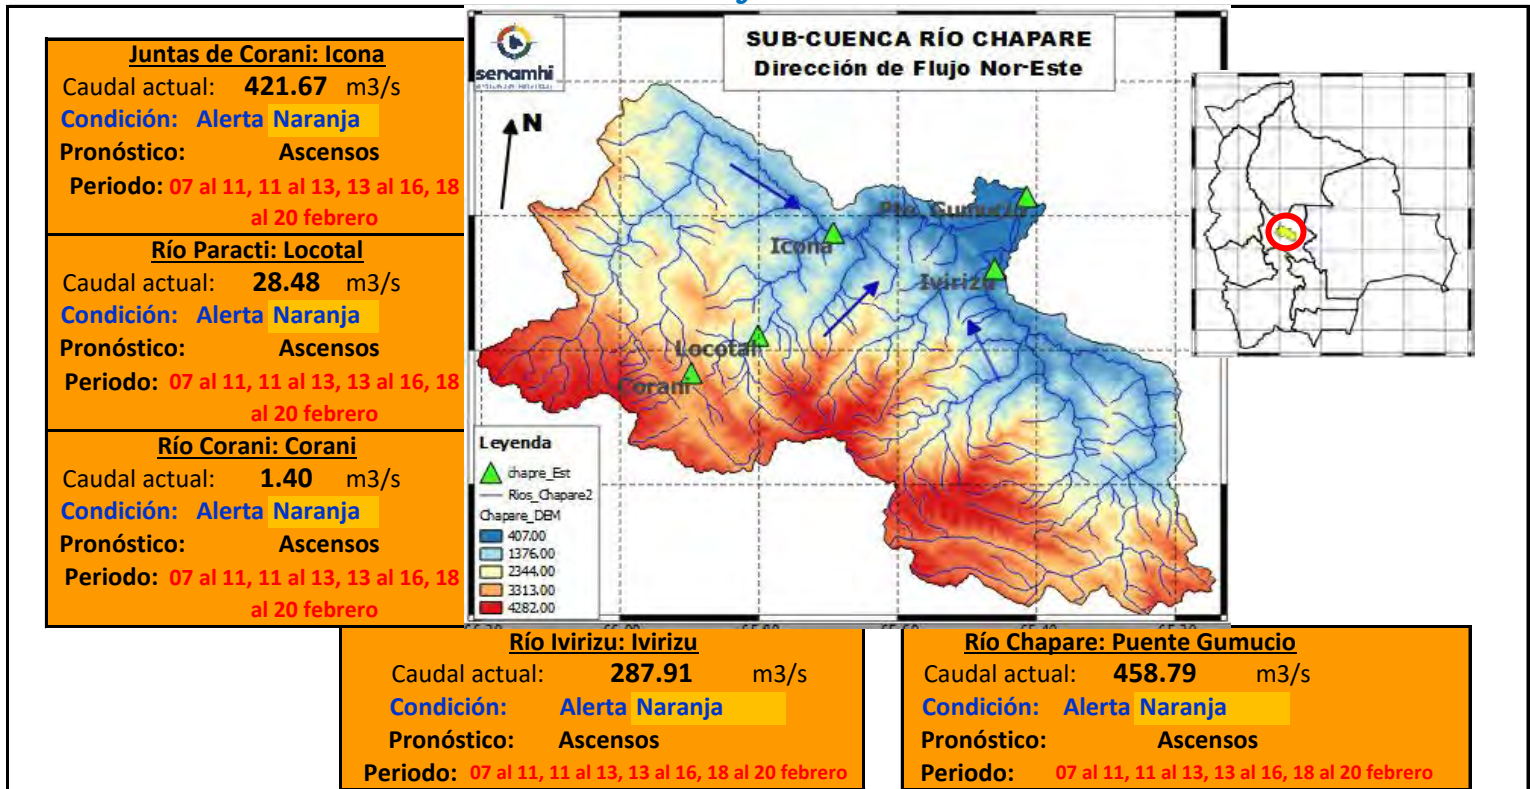 Juntas de Corani: Icona
Caudal actual: 421.67 m3/s
Condición: Alerta Naranja
Pronóstico: Ascensos
Periodo: 07 al 11, 11 al 13, 13 al 16, 18
al 20 febrero
Río Paracti: Locotal
Caudal actual: 28.48 m3/s
Condición: Alerta Naranja
Pronóstico: Ascensos
Periodo: 07 al 11, 11 al 13, 13 al 16, 18
al 20 febrero
Río Corani: Corani
Caudal actual: 1.40 m3/s
Condición: Alerta Naranja
Pronóstico: Ascensos
Periodo: 07 al 11, 11 al 13, 13 al 16, 18
al 20 febrero
senamhi
SUB-CUENCA RÍO CHAPARE
Dirección de Flujo Nor-Este
N
Pto. Gumucio
Icona
Ivirizu
Locotal
Corani
Leyenda
chapre_Est
Rios_Chapare2
Chapare_DEM
407.00
1376.00
2344.00
3313.00
4282.00
Río Ivirizu: Ivirizu
Caudal actual: 287.91 m3/s
Condición: Alerta Naranja
Pronóstico: Ascensos
Periodo: 07 al 11, 11 al 13, 13 al 16, 18 al 20 febrero
Río Chapare: Puente Gumucio
Caudal actual: 458.79 m3/s
Condición: Alerta Naranja
Pronóstico: Ascensos
Periodo: 07 al 11, 11 al 13, 13 al 16, 18 al 20 febrero